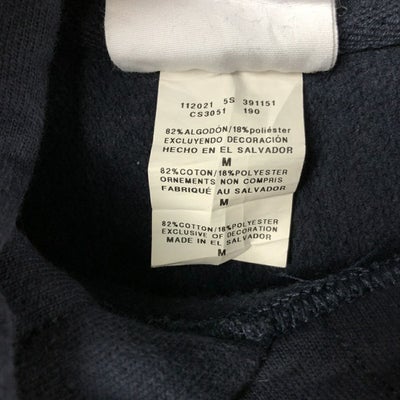 112021 5S 391151
CS3051 190
82%ALGODÓN/18%poliéster
EXCLUYENDO DECORACIÓN
HECHO EN EL SALVADOR
M
82%COTON/18%POLYESTER
ORNEMENTS NON COMPRIS
FABRIQUÉ AU SALVADOR
M
82%COTTON/18%POLYESTER
EXCLUSIVE OF DECORATION
MADE IN EL SALVADOR
M